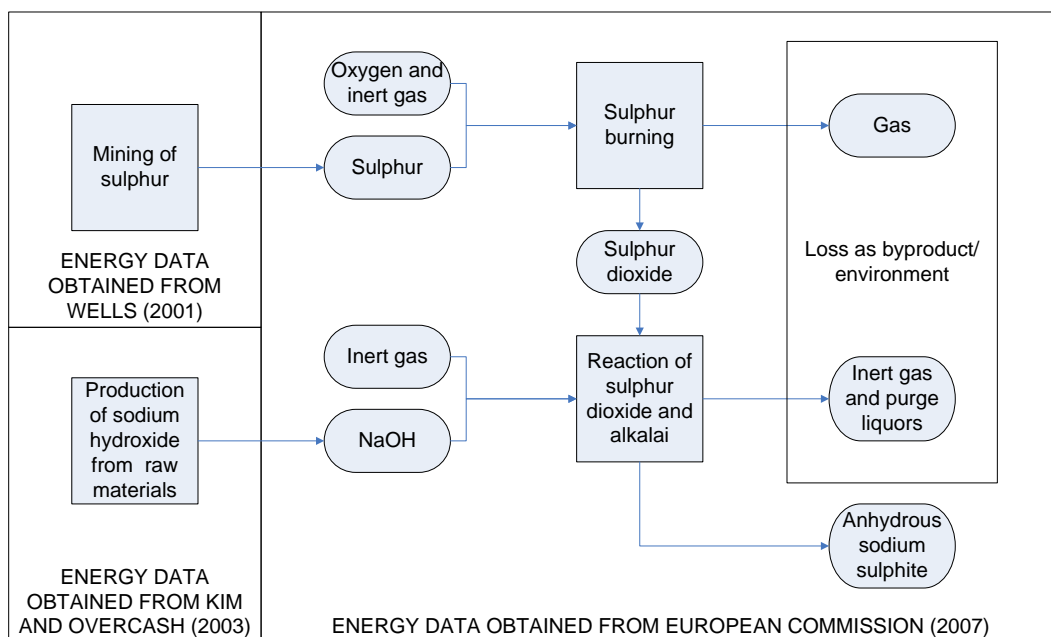 Mining of
sulphur
ENERGY DATA
OBTAINED FROM
WELLS (2001)
Production
of sodium
hydroxide
from raw
materials
ENERGY DATA
OBTAINED FROM KIM
AND OVERCASH (2003)
Oxygen and
inert gas
Sulphur
Sulphur
burning
Gas
Sulphur
dioxide
Loss as byproduct/
environment
Inert gas
NaOH
Reaction of
sulphur
dioxide and
alkalai
Inert gas
and purge
liquors
Anhydrous
sodium
sulphite
ENERGY DATA OBTAINED FROM EUROPEAN COMMISSION (2007)